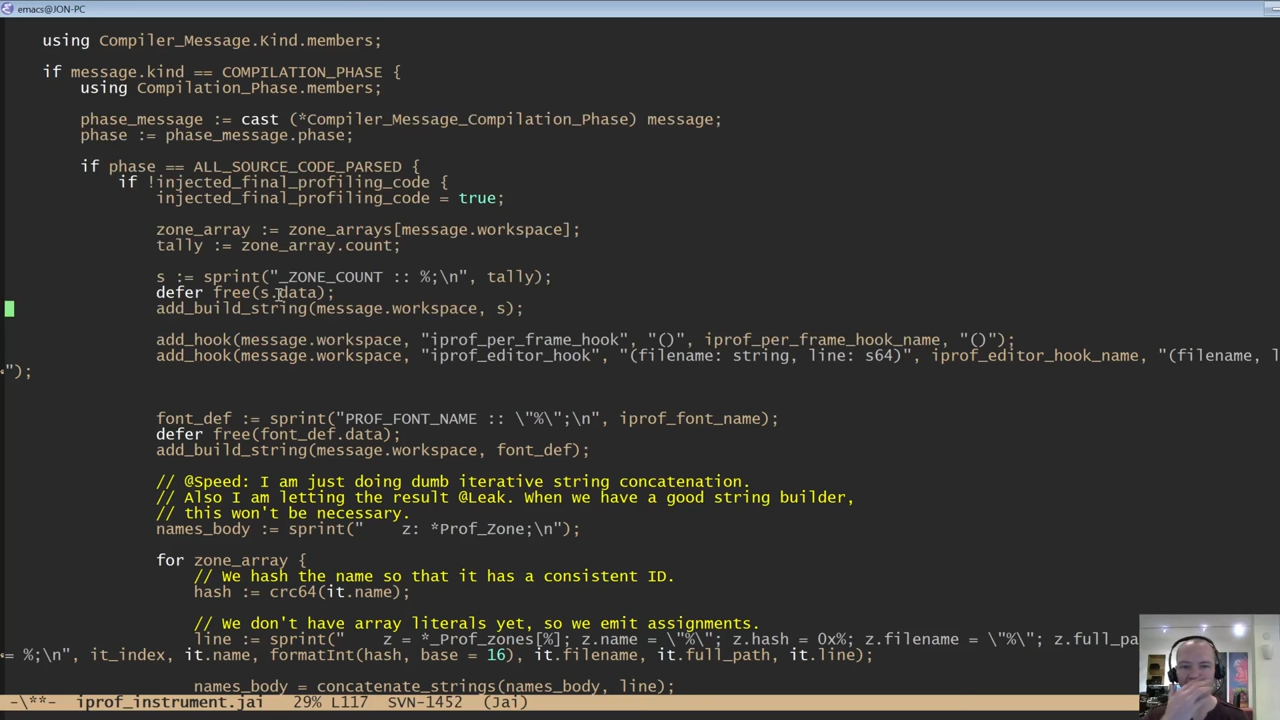 emacs@JON-PC
using Compiler_Message.Kind.members;
if message.kind == COMPILATION_PHASE {
using Compilation_Phase.members;
phase_message := cast (*Compiler_Message_Compilation_Phase) message;
phase := phase_message.phase;
if phase == ALL_SOURCE_CODE_PARSED {
if !injected_final_profiling_code {
injected_final_profiling_code = true;
zone_array := zone_arrays[message.workspace];
tally := zone_array.count;
s := sprint("_ZONE_COUNT :: %;\n", tally);
defer free(s.data);
add_build_string(message.workspace, s);
add_hook(message.workspace, "iprof_per_frame_hook", "()", iprof_per_frame_hook_name, "()");
add_hook(message.workspace, "iprof_editor_hook", "(filename: string, line: s64)", iprof_editor_hook_name, "(filename, l
");
font_def := sprint("PROF_FONT_NAME :: \"%\";\n", iprof_font_name);
defer free(font_def.data);
add_build_string(message.workspace, font_def);
// @Speed: I am just doing dumb iterative string concatenation.
// Also I am letting the result @Leak. When we have a good string builder,
// this won't be necessary.
names_body := sprint("    z: *Prof_Zone;\n");
for zone_array {
// We hash the name so that it has a consistent ID.
hash := crc64(it.name);
// We don't have array literals yet, so we emit assignments.
line := sprint("    z = *_Prof_zones[%]; z.name = \"%\"; z.hash = 0x%; z.filename = \"%\"; z.full_pa
= %;\n", it_index, it.name, formatInt(hash, base = 16), it.filename, it.full_path, it.line);
names_body = concatenate_strings(names_body, line);
-\**-  iprof_instrument.jai  29% L117  SVN-1452  (Jai)